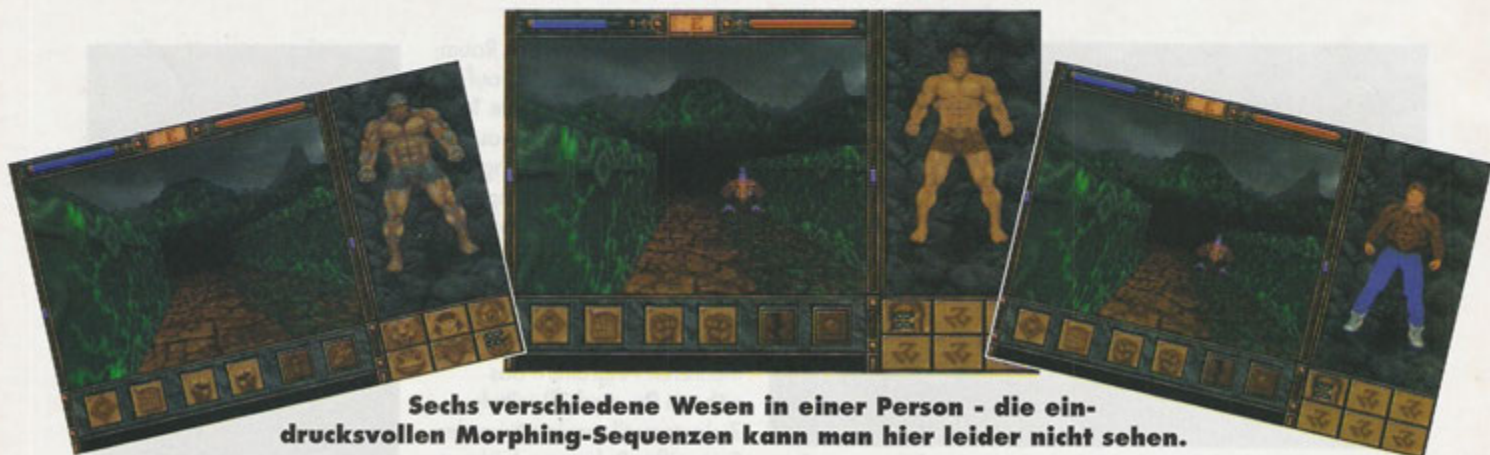 E
E
E
Sechs verschiedene Wesen in einer Person - die ein-
drucksvollen Morphing-Sequenzen kann man hier leider nicht sehen.